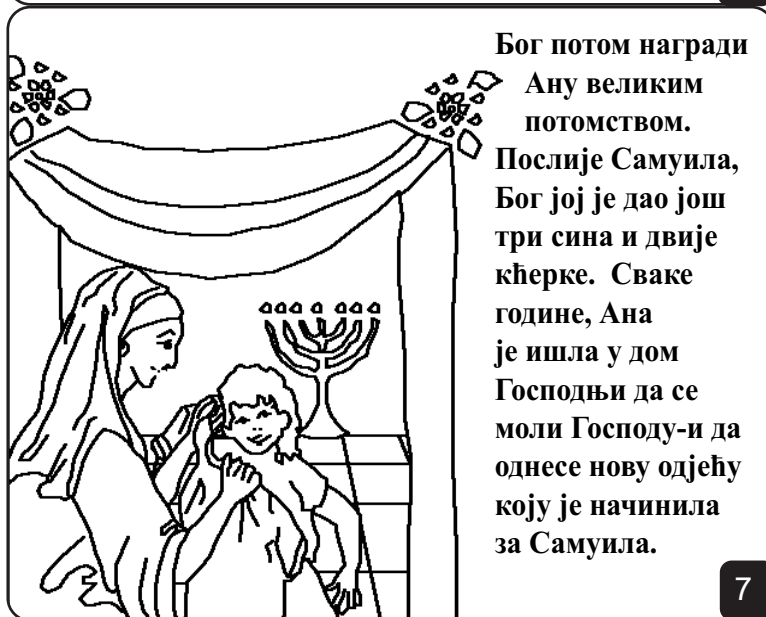 Бог потом награди
Ану великим
потомством.
Послије Самуила,
Бог јој је дао још
три сина и двије
кћерке. Сваке
године, Ана
је ишла у дом
Господњи да се
моли Господу-и да
однесе нову одјећу
коју је начинила
за Самуила.
7